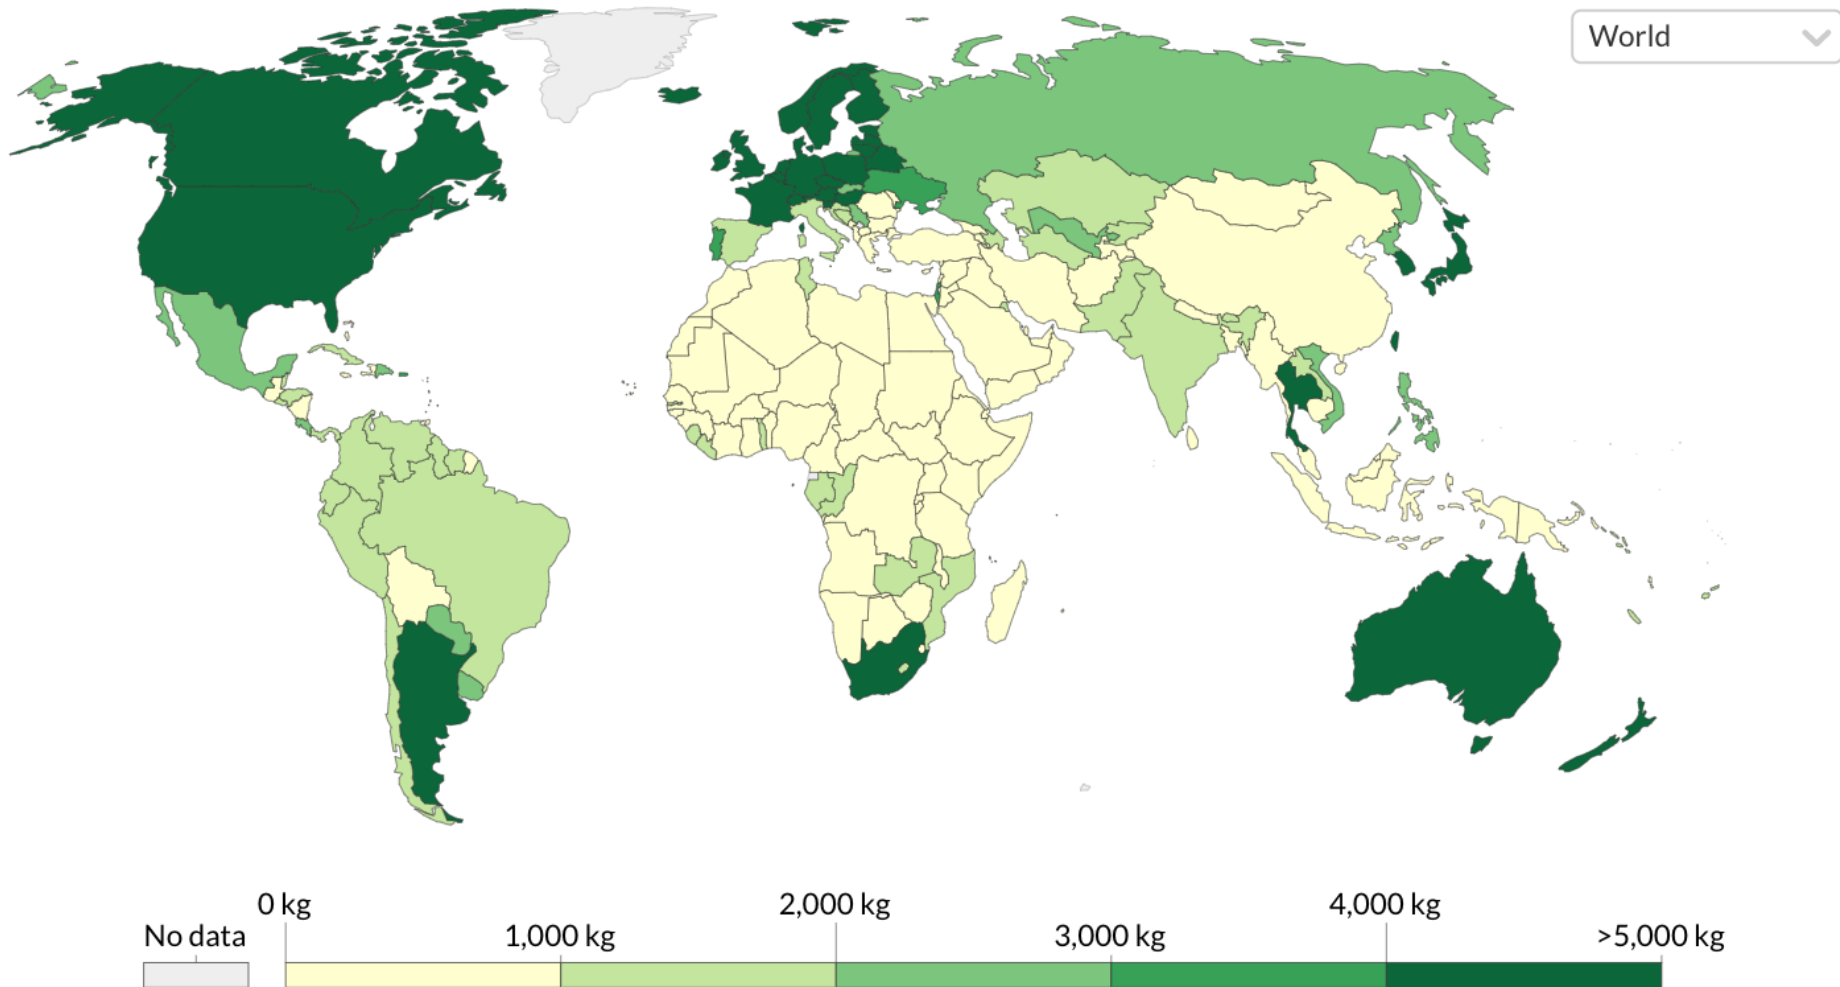 World
0 kg
2,000 kg
4,000 kg
No data
1,000 kg
3,000 kg
>5,000 kg